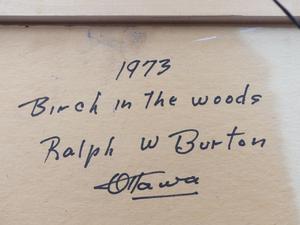 1973
Birch in the woods
Ralph W Burton
Ottawa